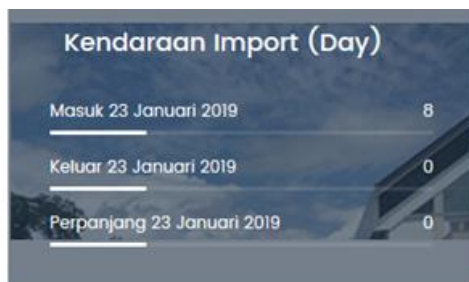 Kendaraan Import (Day)
Masuk 23 Januari 2019 8
Keluar 23 Januari 2019 0
Perpanjang 23 Januari 2019 0